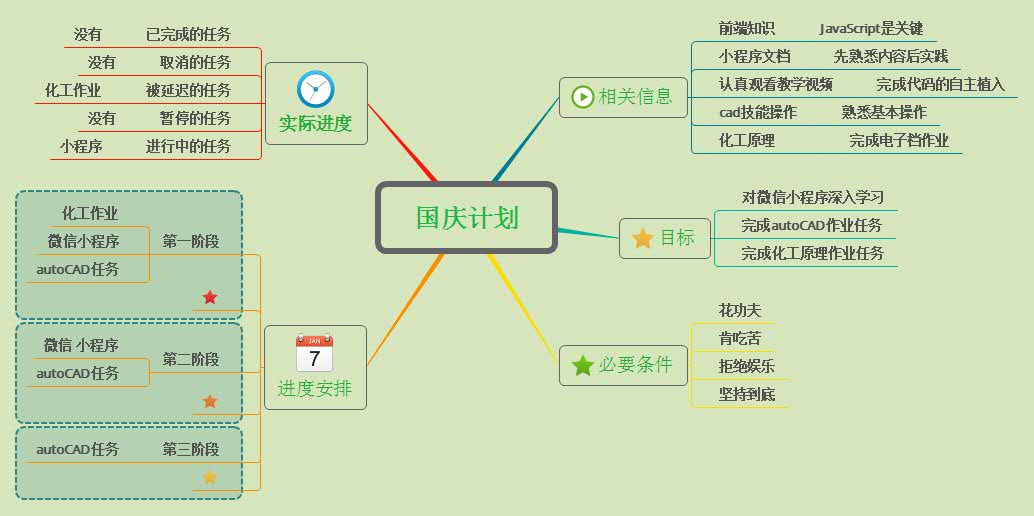 国庆计划
相关信息
前端知识 JavaScript是关键
小程序文档 先熟悉内容后实践
认真观看教学视频 完成代码的自主植入
cad技能操作 熟悉基本操作
化工原理 完成电子档作业
目标
对微信小程序深入学习
完成autoCAD作业任务
完成化工原理作业任务
必要条件
花功夫
肯吃苦
拒绝娱乐
坚持到底
实际进度
没有 已完成的任务
没有 取消的任务
化工作业 被延迟的任务
没有 暂停的任务
小程序 进行中的任务
JAN
7
进度安排
化工作业
微信小程序 第一阶段
autoCAD任务
微信 小程序
第二阶段
autoCAD任务
autoCAD任务 第三阶段